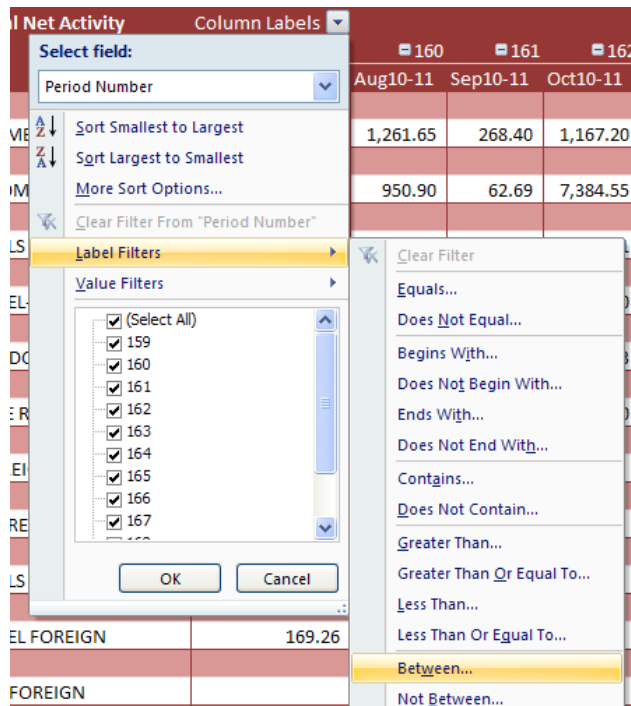 l Net Activity Column Labels
160 161 162
Aug10-11 Sep10-11 Oct10-11
1,261.65 268.40 1,167.20
950.90 62.69 7,384.55
Select field:
Period Number
Sort Smallest to Largest
Sort Largest to Smallest
More Sort Options...
Clear Filter From "Period Number"
Label Filters
Value Filters
(Select All)
159
160
161
162
163
164
165
166
167
OK Cancel
Clear Filter
Equals...
Does Not Equal...
Begins With...
Does Not Begin With...
Ends With...
Does Not End With...
Contains...
Does Not Contain...
Greater Than...
Greater Than Or Equal To...
Less Than...
Less Than Or Equal To...
Between...
Not Between...
EL FOREIGN 169.26
FOREIGN